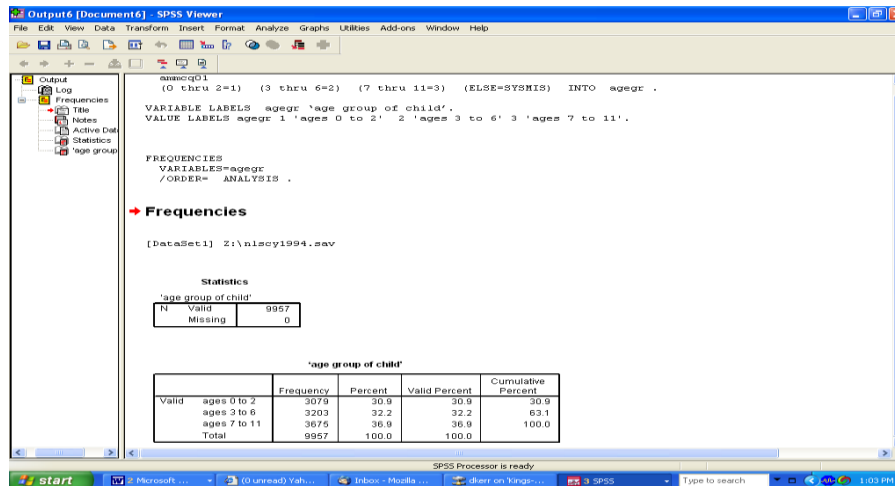 Output6 [Document6] - SPSS Viewer
File Edit View Data Transform Insert Format Analyze Graphs Utilities Add-ons Window Help
Output
Log
Frequencies
Title
Notes
Active Dat
Statistics
'age group
ammcq01
(0 thru 2=1) (3 thru 6=2) (7 thru 11=3) (ELSE=SYSMIS) INTO agegr .
VARIABLE LABELS agegr 'age group of child'.
VALUE LABELS agegr 1 'ages 0 to 2' 2 'ages 3 to 6' 3 'ages 7 to 11'.
FREQUENCIES
VARIABLES=agegr
/ORDER= ANALYSIS .
Frequencies
[DataSet1] Z:\nlscy1994.sav
Statistics
'age group of child'
N Valid 9957
Missing 0
'age group of child'
Frequency Percent Valid Percent Cumulative Percent
Valid ages 0 to 2 3079 30.9 30.9 30.9
ages 3 to 6 3203 32.2 32.2 63.1
ages 7 to 11 3675 36.9 36.9 100.0
Total 9957 100.0 100.0
SPSS Processor is ready
start 2 Microsoft ... (0 unread) Yah... Inbox - Mozilla ... dkerr on 'Kings-... 3 SPSS Type to search 1:03 PM